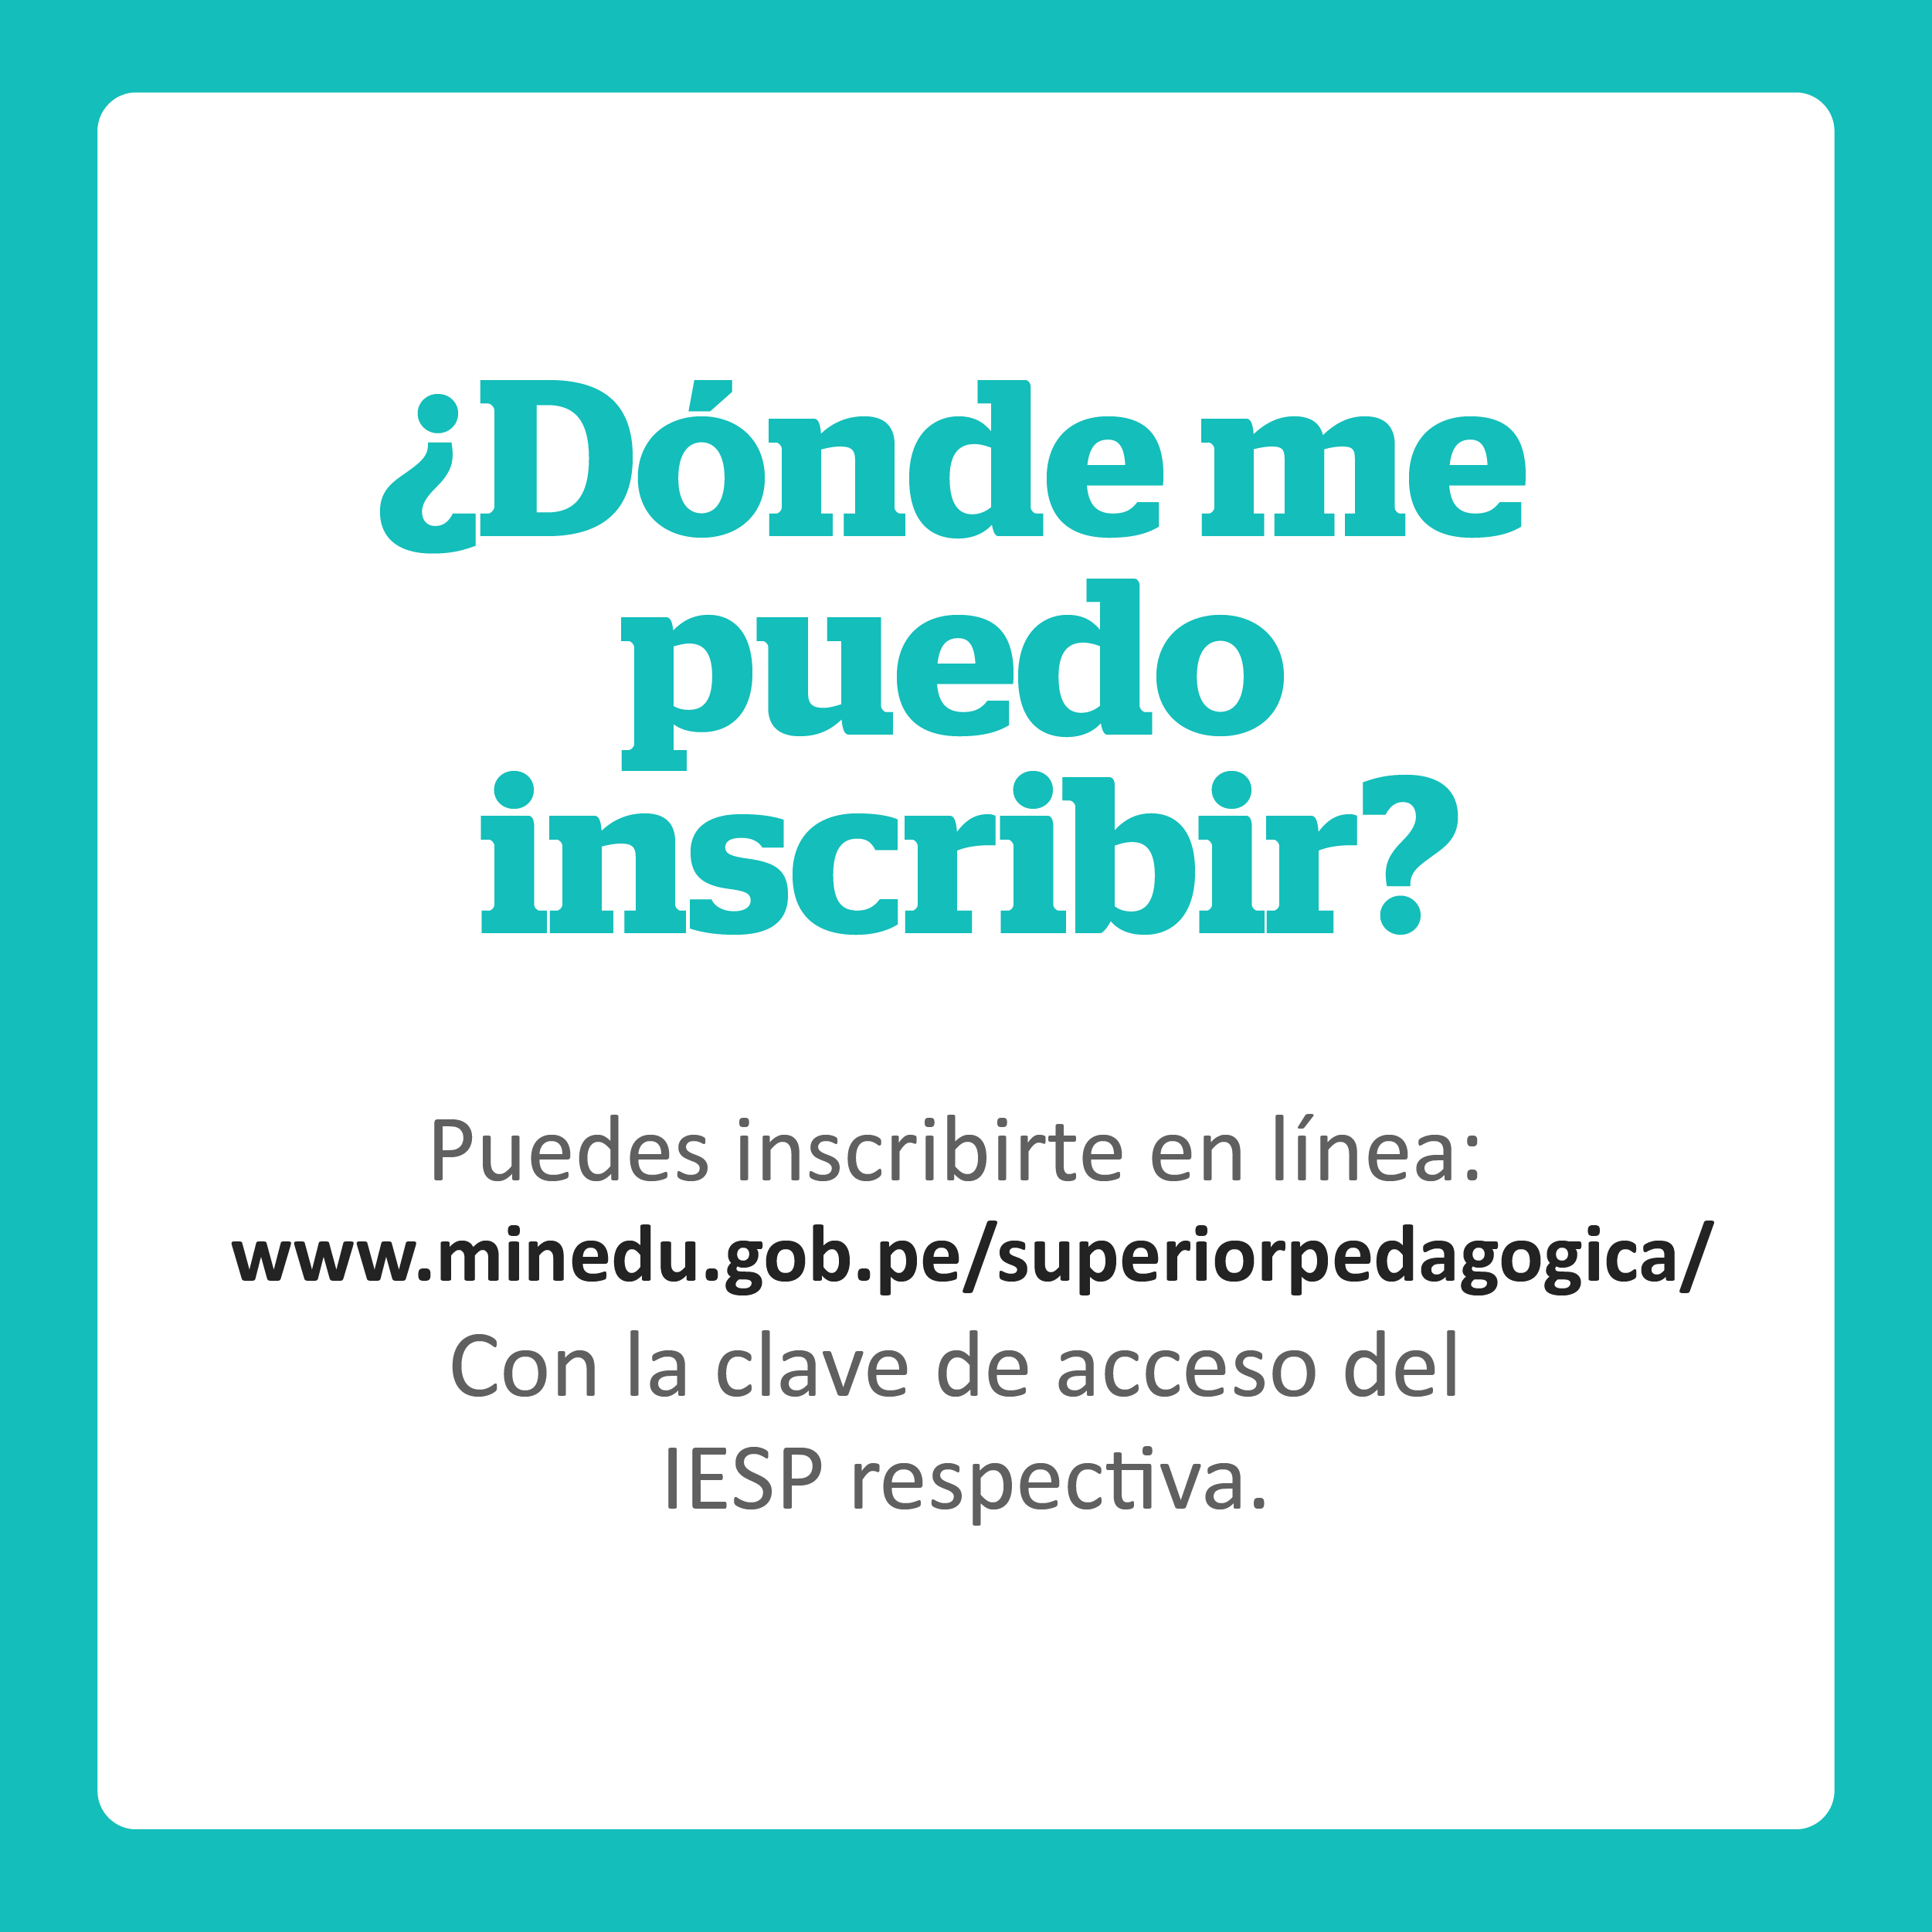 ¿Dónde me
puedo
inscribir?
Puedes inscribirte en línea:
www.minedu.gob.pe/superiorpedagogica/
Con la clave de acceso del
IESP respectiva.